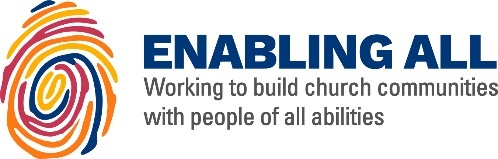 ENABLING ALL
Working to build church communities
with people of all abilities